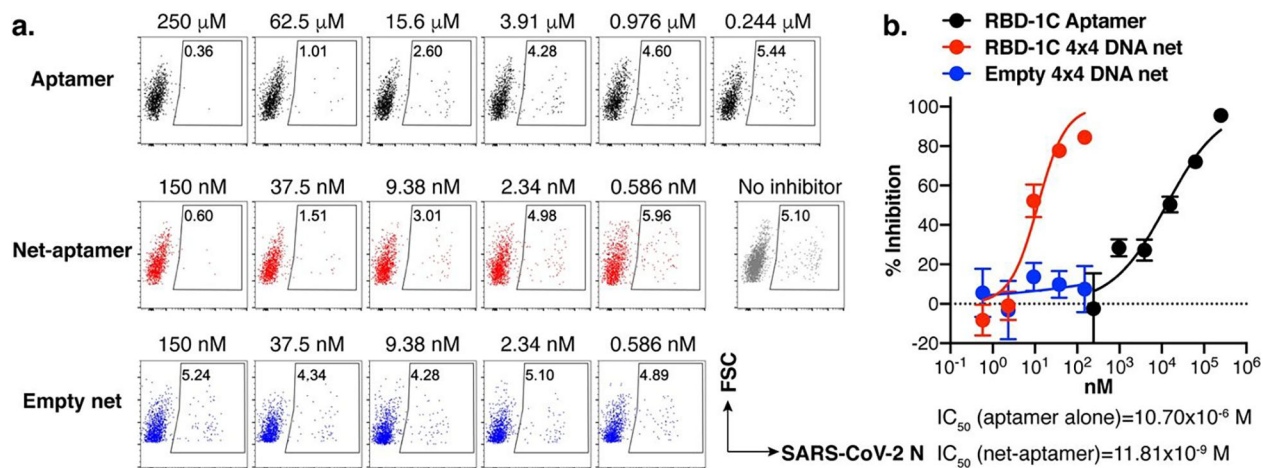 a.
250 μM 62.5 μM 15.6 μM 3.91 μM 0.976 μM 0.244 μM
Aptamer
0.36 1.01 2.60 4.28 4.60 5.44
150 nM 37.5 nM 9.38 nM 2.34 nM 0.586 nM No inhibitor
Net-aptamer
0.60 1.51 3.01 4.98 5.96 5.10
150 nM 37.5 nM 9.38 nM 2.34 nM 0.586 nM
Empty net
5.24 4.34 4.28 5.10 4.89
FSC
SARS-CoV-2 N
b.
RBD-1C Aptamer
RBD-1C 4x4 DNA net
Empty 4x4 DNA net
% Inhibition
100
80
60
40
20
0
-20
10⁻¹ 10⁰ 10¹ 10² 10³ 10⁴ 10⁵ 10⁶
nM
IC₅₀ (aptamer alone)=10.70x10⁻⁶ M
IC₅₀ (net-aptamer)=11.81x10⁻⁹ M